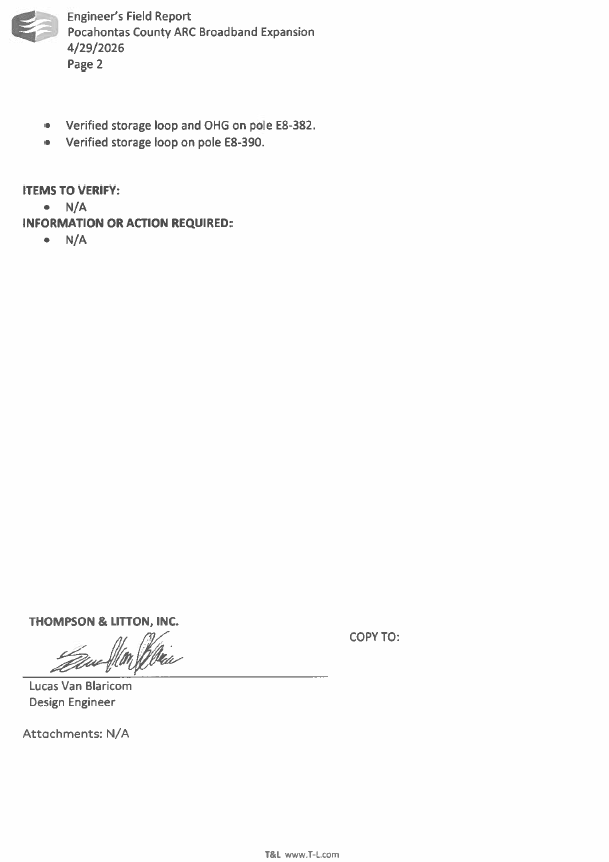 Engineer's Field Report
Pocahontas County ARC Broadband Expansion
4/29/2026
Page 2
• Verified storage loop and OHG on pole E8-382.
• Verified storage loop on pole E8-390.
ITEMS TO VERIFY:
• N/A
INFORMATION OR ACTION REQUIRED:
• N/A
THOMPSON & LITTON, INC.
COPY TO:
Lucas Van Blaricom
Design Engineer
Attachments: N/A
T&L www.T-L.com